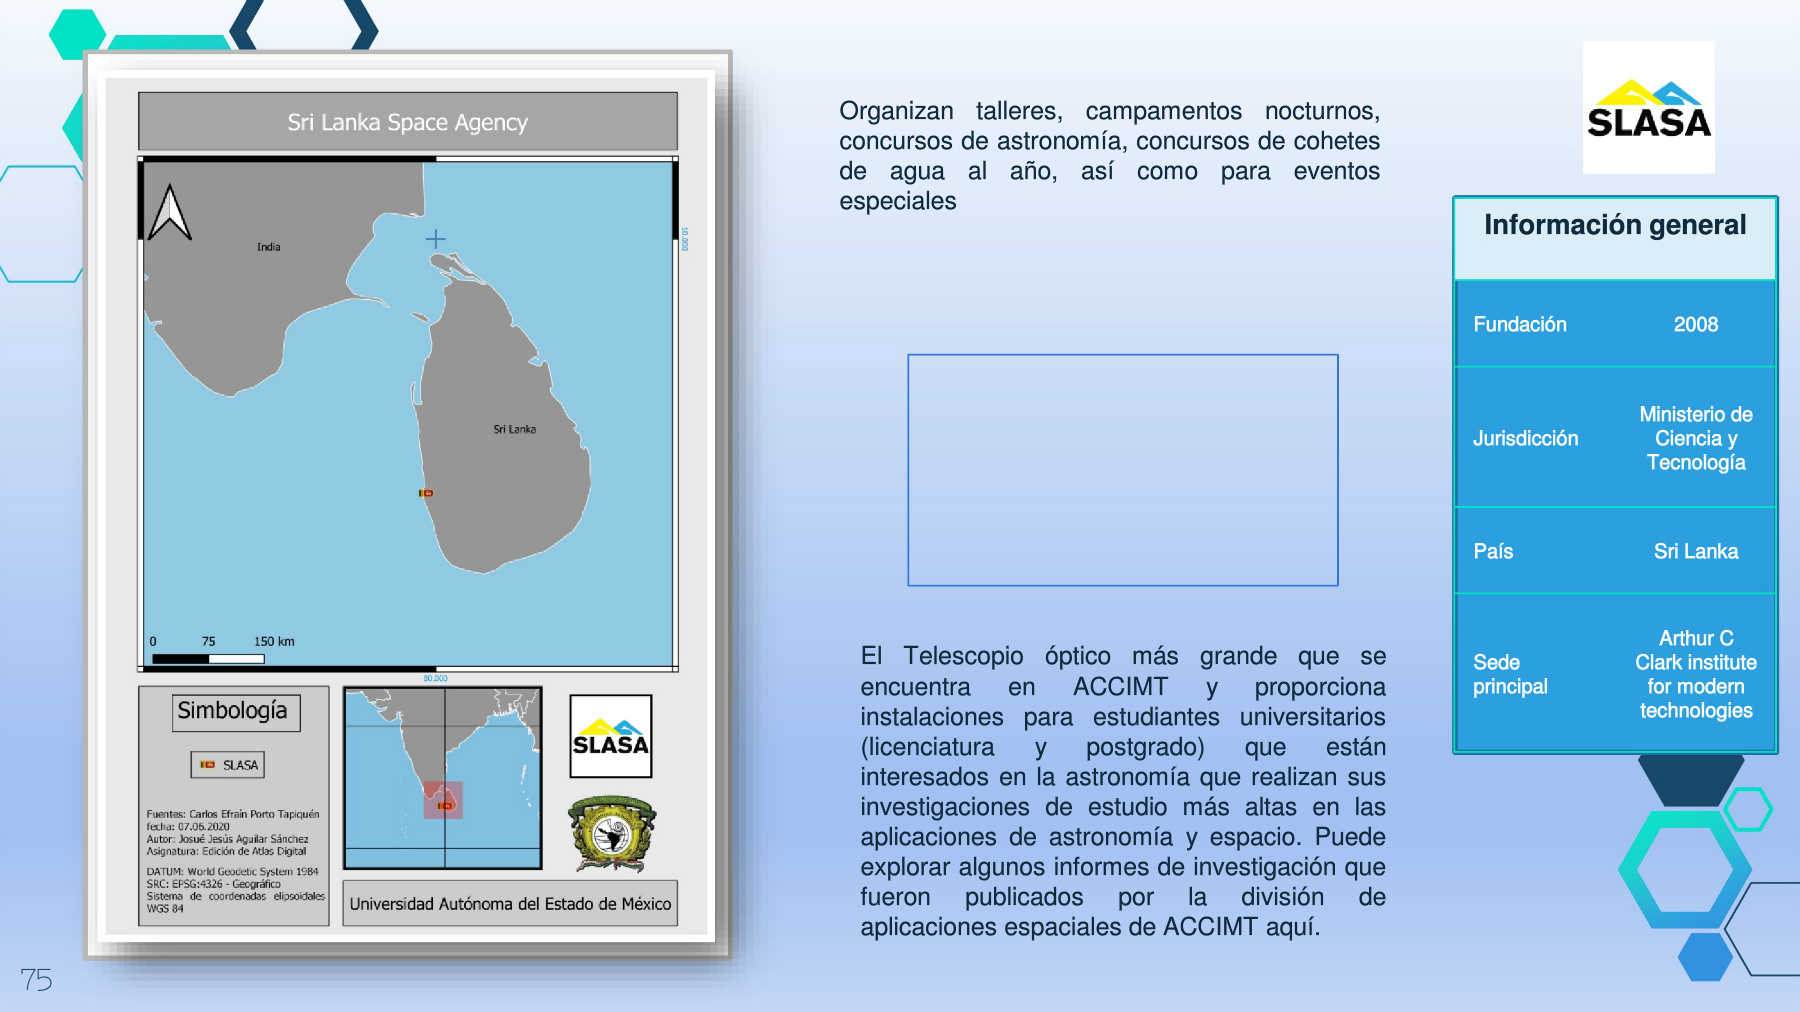 Sri Lanka Space Agency
India
10.000
Sri Lanka
0 75 150 km
80.000
Simbología
SLASA
Fuentes: Carlos Efraín Porto Tapiquén
fecha: 07.06.2020
Autor: Josué Jesús Aguilar Sánchez
Asignatura: Edición de Atlas Digital
DATUM: World Geodetic System 1984
SRC: EPSG:4326 - Geográfico
Sistema de coordenadas elipsoidales
WGS 84
SLASA
Universidad Autónoma del Estado de México
75
Organizan talleres, campamentos nocturnos,
concursos de astronomía, concursos de cohetes
de agua al año, así como para eventos
especiales
El Telescopio óptico más grande que se
encuentra en ACCIMT y proporciona
instalaciones para estudiantes universitarios
(licenciatura y postgrado) que están
interesados en la astronomía que realizan sus
investigaciones de estudio más altas en las
aplicaciones de astronomía y espacio. Puede
explorar algunos informes de investigación que
fueron publicados por la división de
aplicaciones espaciales de ACCIMT aquí.
SLASA
Información general
Fundación 2008
Jurisdicción
Ministerio de
Ciencia y
Tecnología
País Sri Lanka
Sede
principal
Arthur C
Clark institute
for modern
technologies